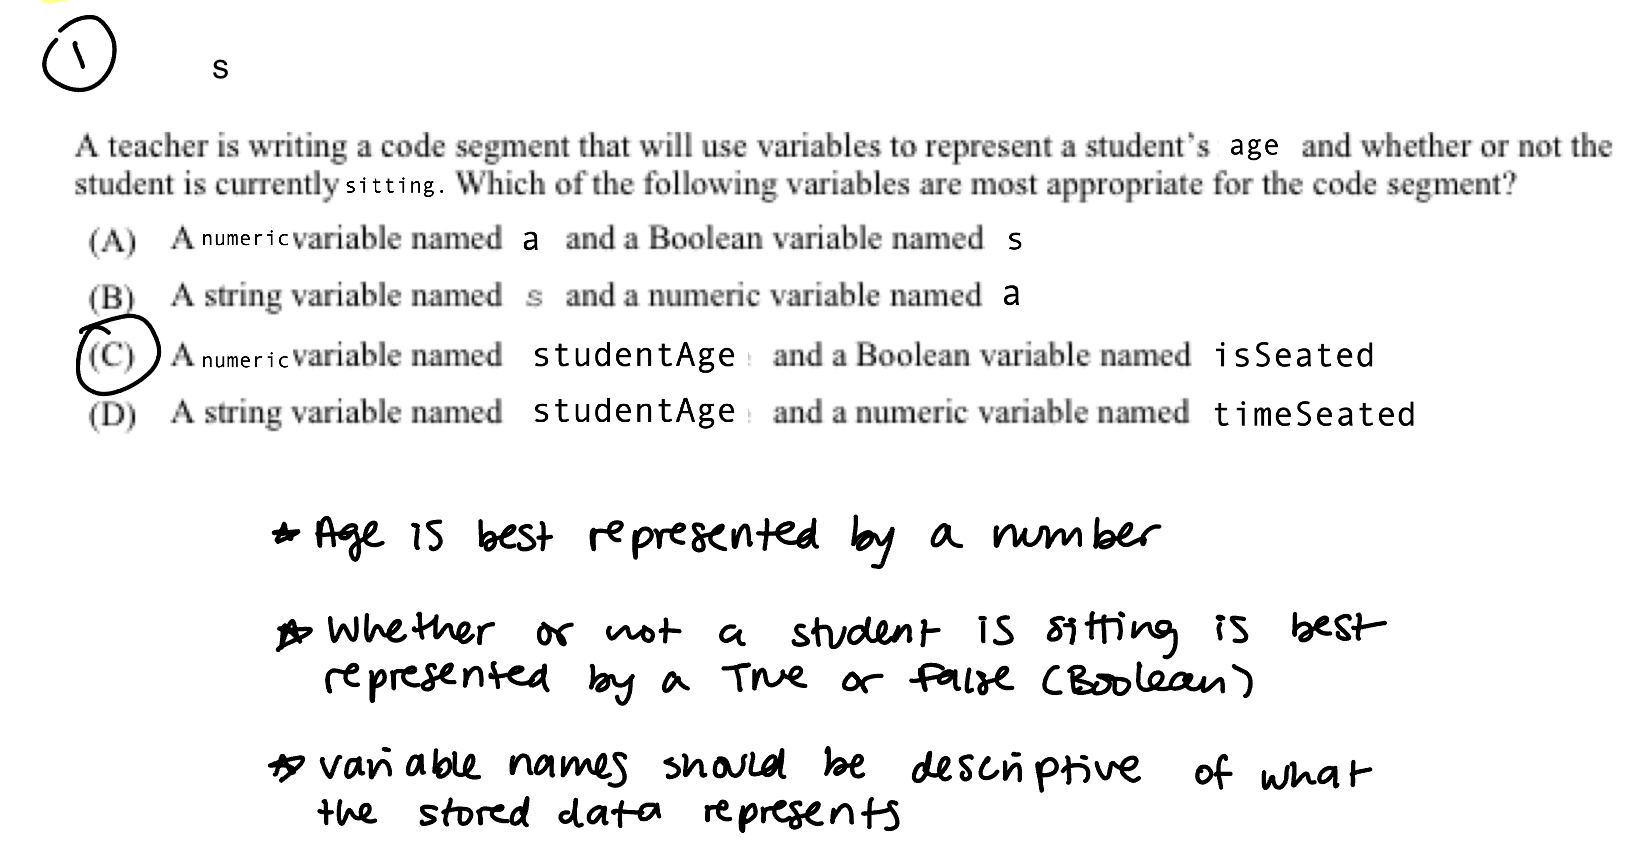 1
s
A teacher is writing a code segment that will use variables to represent a student's age and whether or not the
student is currently sitting. Which of the following variables are most appropriate for the code segment?
(A) A numeric variable named a and a Boolean variable named s
(B) A string variable named s and a numeric variable named a
(C) A numeric variable named studentAge and a Boolean variable named isSeated
(D) A string variable named studentAge and a numeric variable named timeSeated
* Age is best represented by a number
* Whether or not a student is sitting is best
represented by a True or False (Boolean)
* variable names should be descriptive of what
the stored data represents